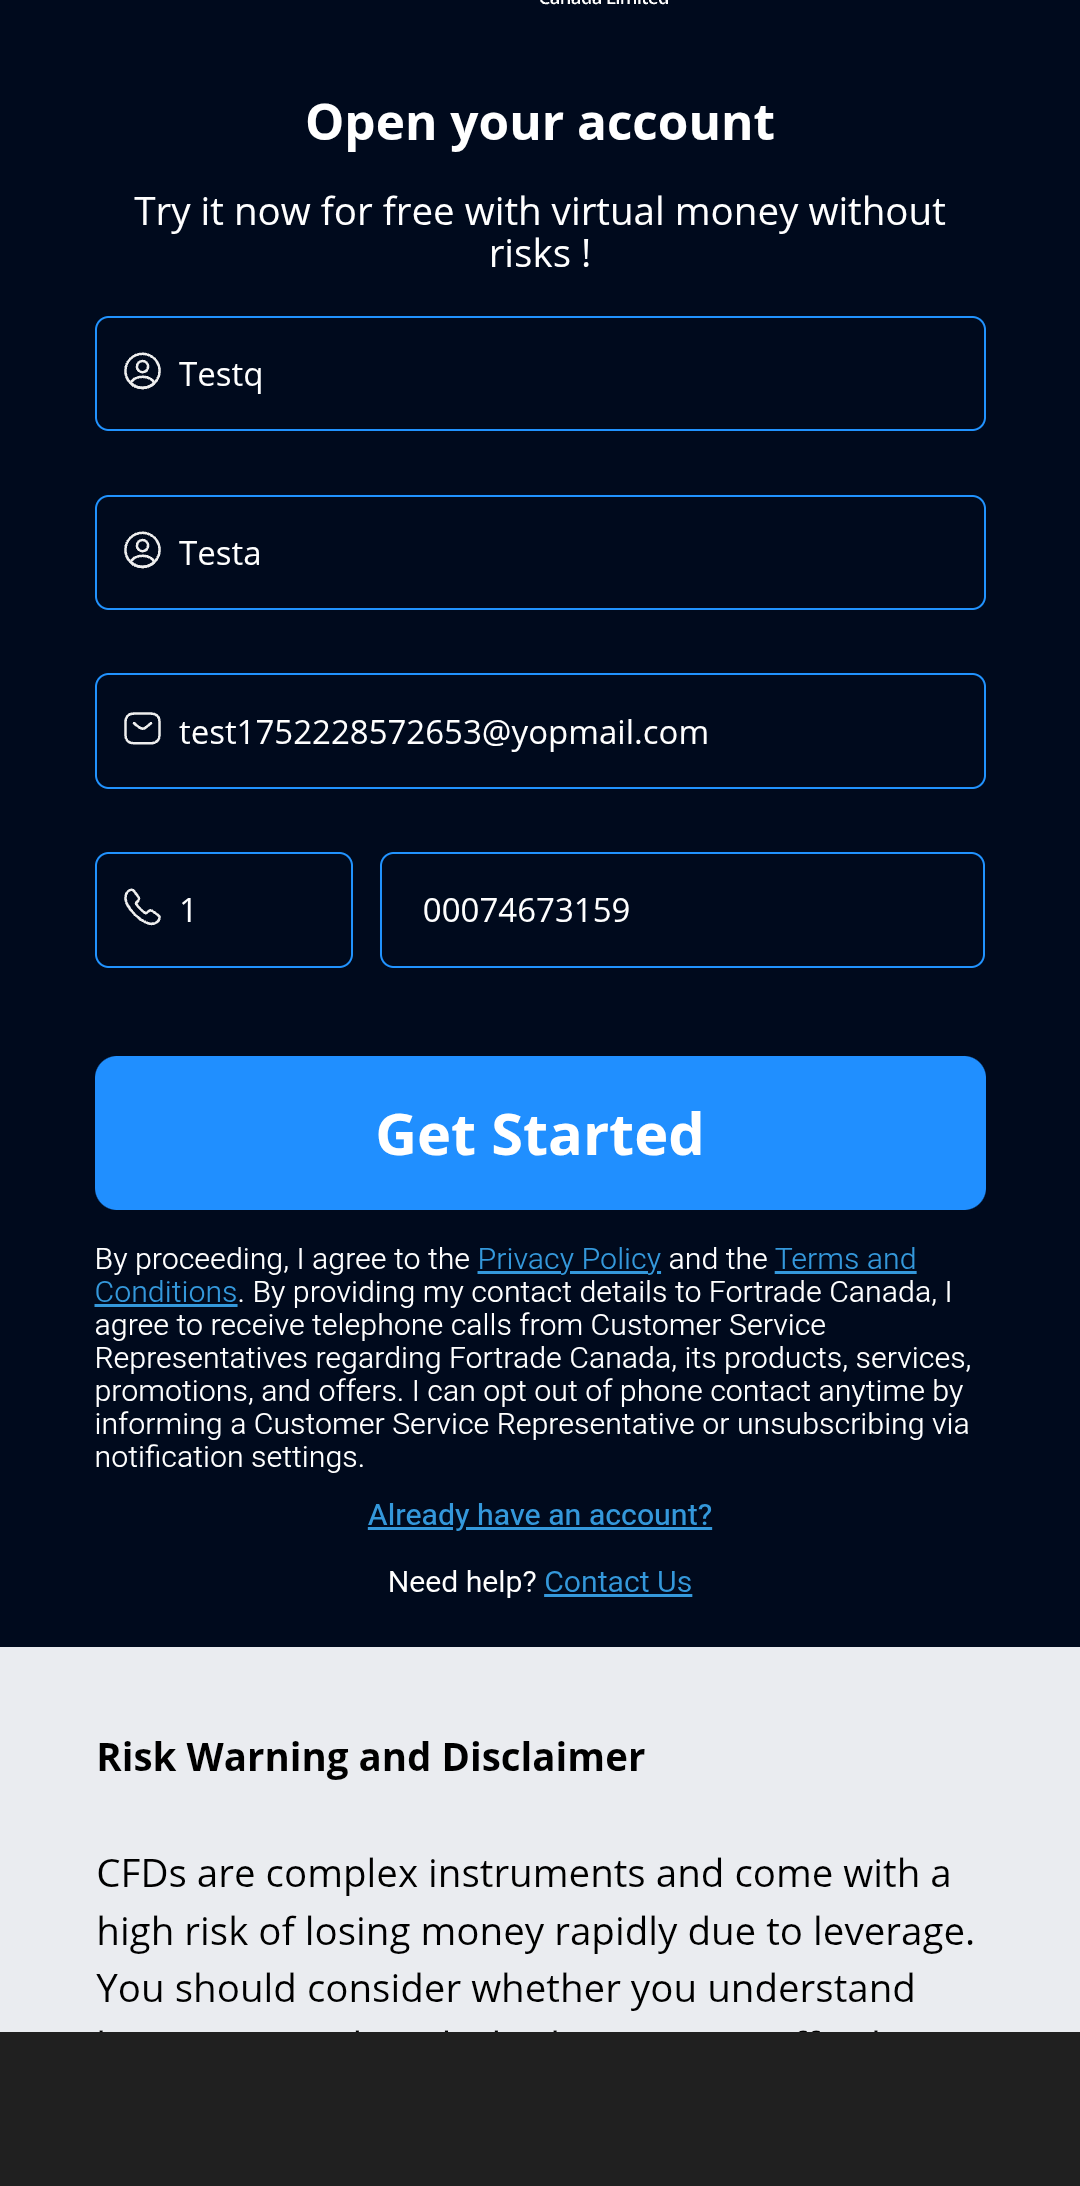 Canada Limited
Open your account
Try it now for free with virtual money without
risks !
Testq
Testa
test1752228572653@yopmail.com
1
00074673159
Get Started
By proceeding, I agree to the Privacy Policy and the Terms and
Conditions. By providing my contact details to Fortrade Canada, I
agree to receive telephone calls from Customer Service
Representatives regarding Fortrade Canada, its products, services,
promotions, and offers. I can opt out of phone contact anytime by
informing a Customer Service Representative or unsubscribing via
notification settings.
Already have an account?
Need help? Contact Us
Risk Warning and Disclaimer
CFDs are complex instruments and come with a
high risk of losing money rapidly due to leverage.
You should consider whether you understand